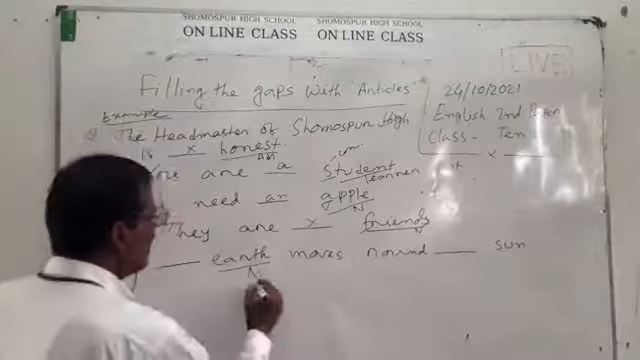 SHOMOSPUR HIGH SCHOOL SHOMOSPUR HIGH SCHOOL
ON LINE CLASS ON LINE CLASS
LIVE
Filling the gaps with 'Articles' 24/10/2021
Example English 2nd Paper
The Headmaster of Shomospur High Class - Ten
is x honest
are a student
learner
need an apple
N
They are x friends
N
___ earth moves round ___ sun
N